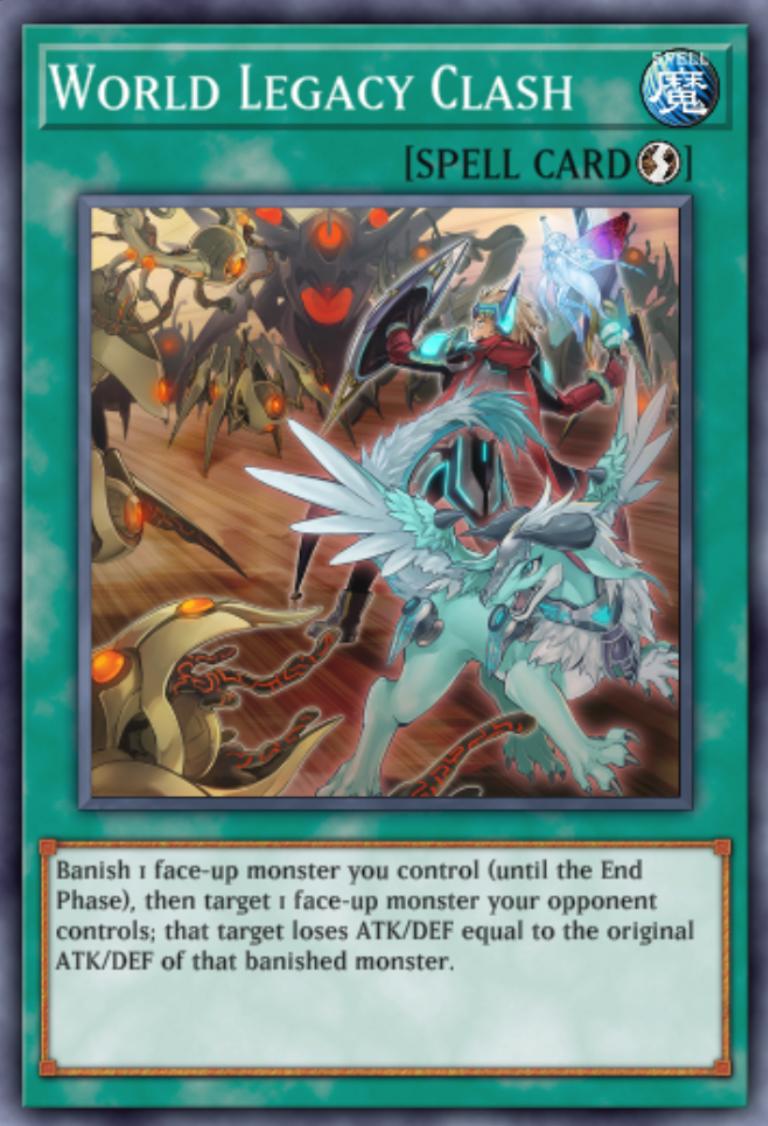 World Legacy Clash
SPELL
魔
[SPELL CARD]
Banish 1 face-up monster you control (until the End
Phase), then target 1 face-up monster your opponent
controls; that target loses ATK/DEF equal to the original
ATK/DEF of that banished monster.